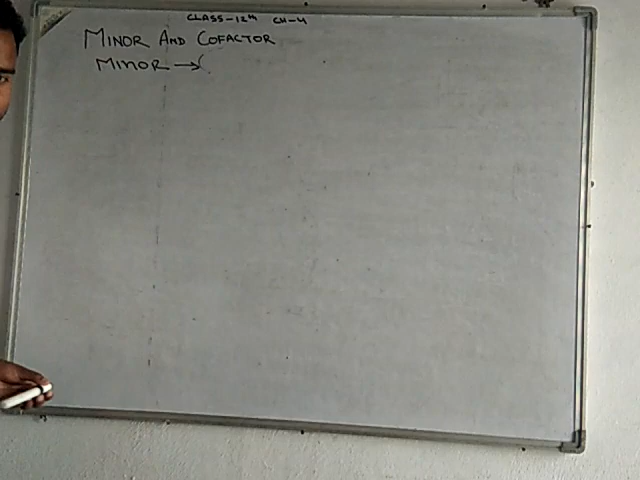 CLASS-12th CH-4
MINOR AND COFACTOR
MINOR →(